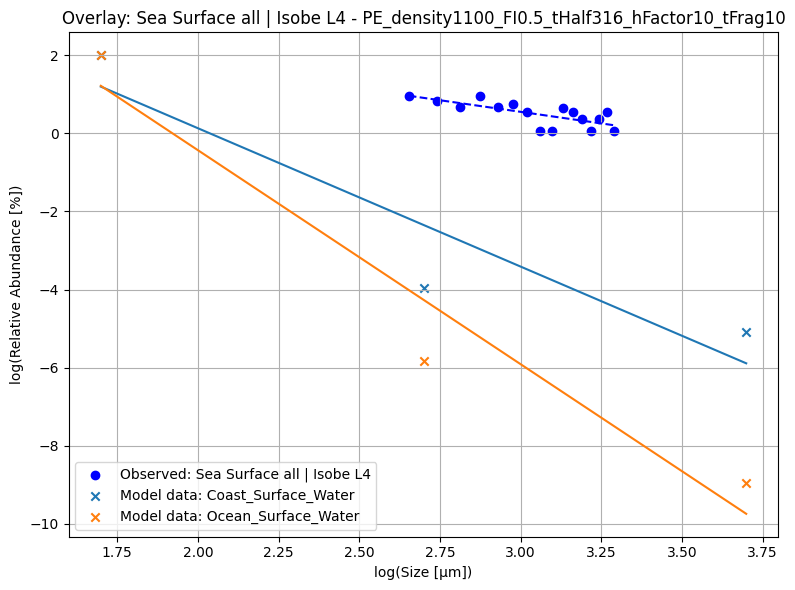 Overlay: Sea Surface all | Isobe L4 - PE_density1100_FI0.5_tHalf316_hFactor10_tFrag10
log(Relative Abundance [%])
2
0
−2
−4
−6
−8
−10
Observed: Sea Surface all | Isobe L4
Model data: Coast_Surface_Water
Model data: Ocean_Surface_Water
1.75 2.00 2.25 2.50 2.75 3.00 3.25 3.50 3.75
log(Size [μm])